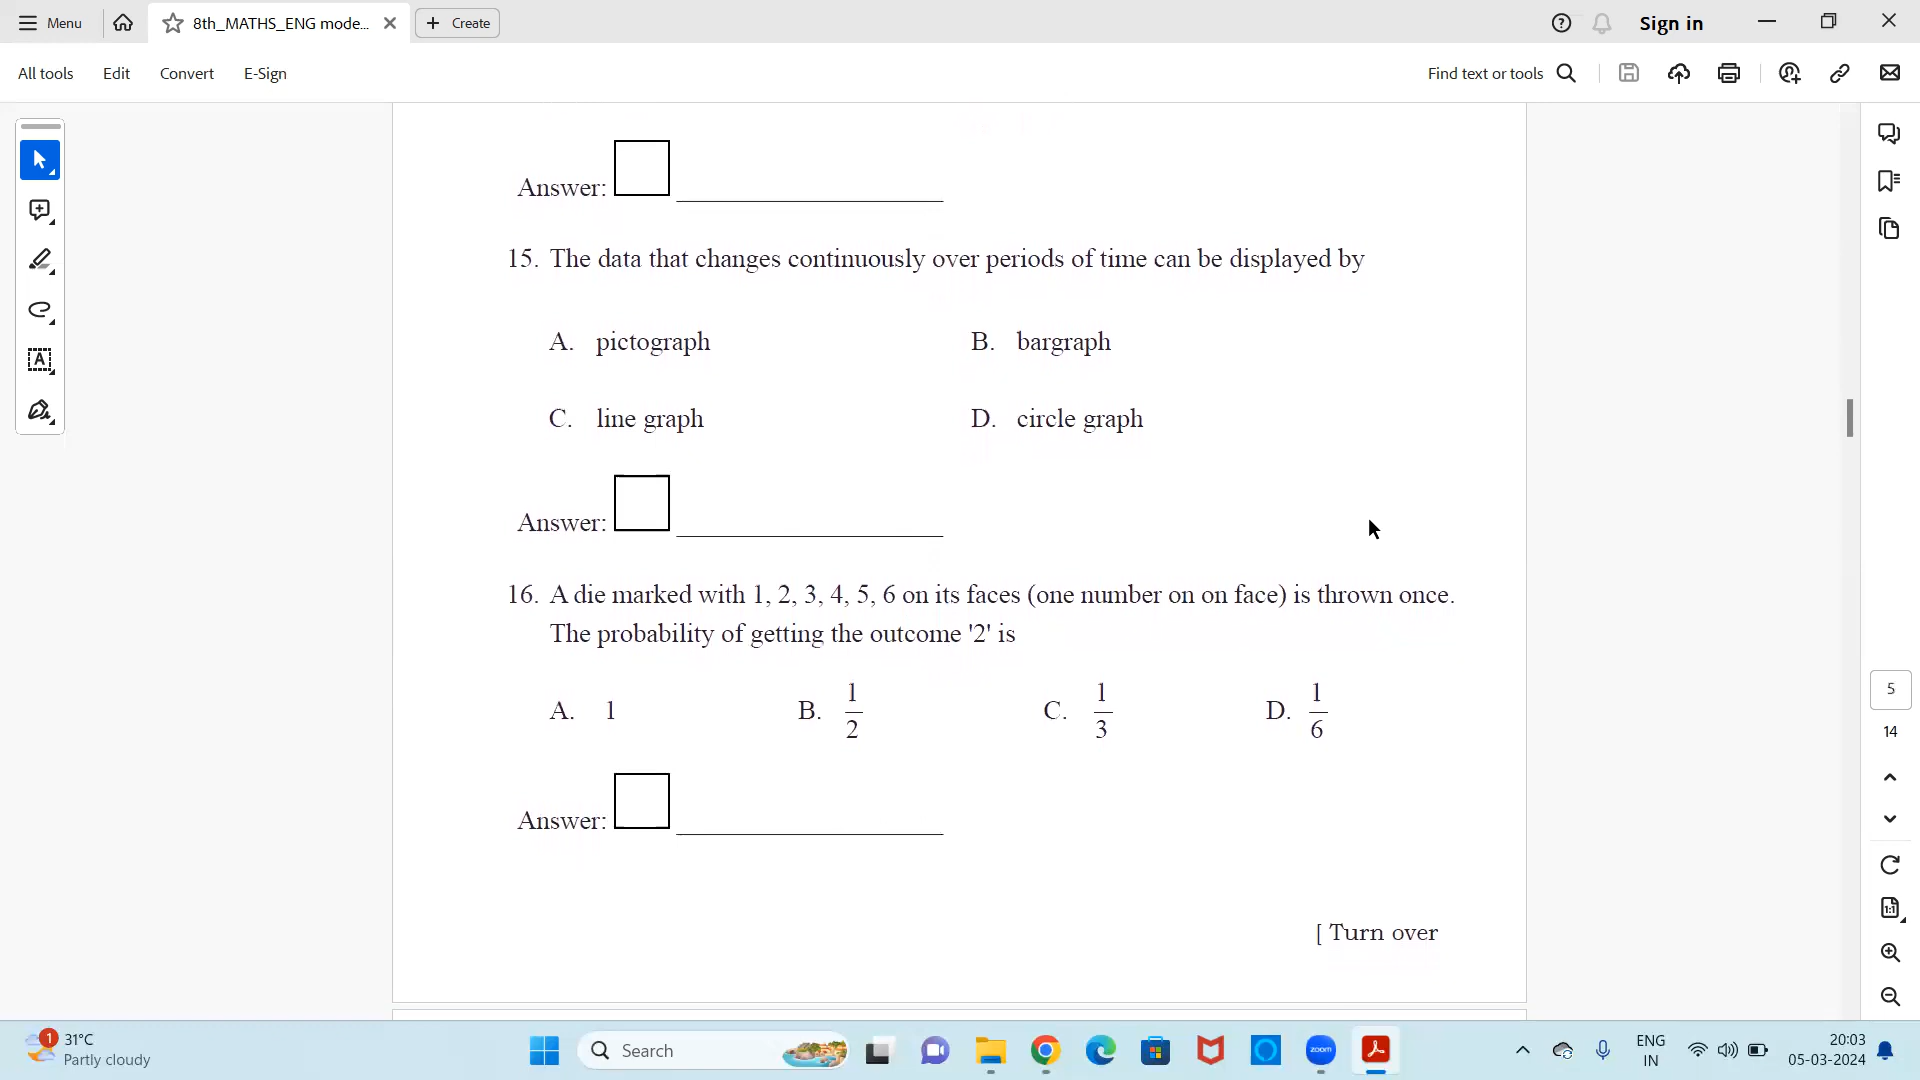 Menu
8th_MATHS_ENG mode...
Create
Sign in
All tools
Edit
Convert
E-Sign
Find text or tools
Answer:
15. The data that changes continuously over periods of time can be displayed by
A. pictograph
B. bargraph
C. line graph
D. circle graph
Answer:
16. A die marked with 1, 2, 3, 4, 5, 6 on its faces (one number on on face) is thrown once.
The probability of getting the outcome '2' is
A. 1
B. 1/2
C. 1/3
D. 1/6
Answer:
[ Turn over
5
14
1
31°C
Partly cloudy
Search
zoom
ENG
IN
20:03
05-03-2024